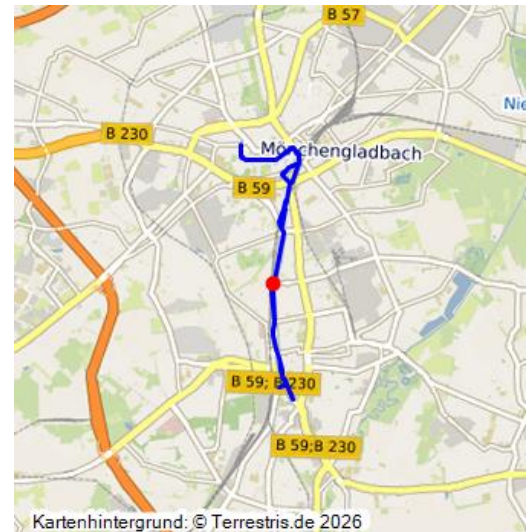 B 57
Nie
B 230
Mönchengladbach
B 59
B 59; B 230
B 59;B 230
Kartenhintergrund: © Terrestris.de 2026